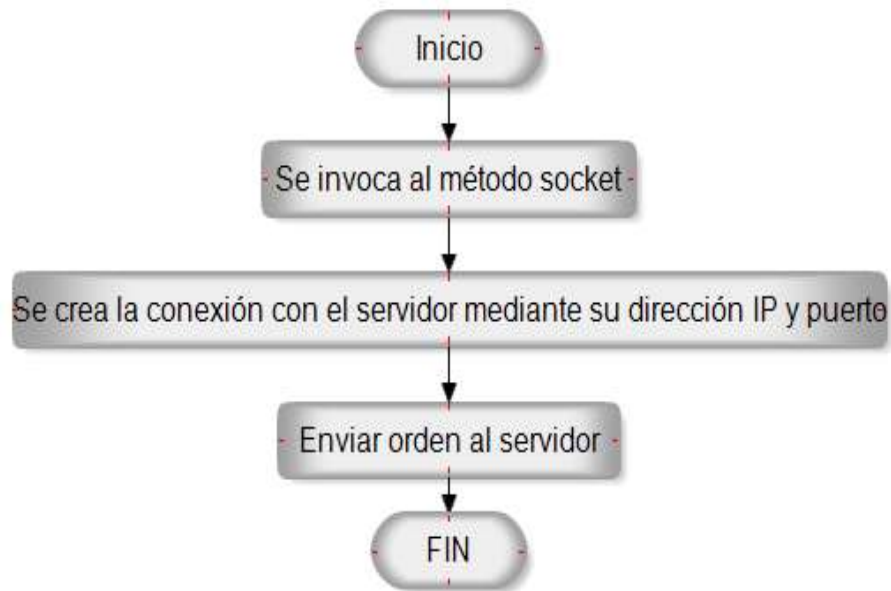 Inicio
Se invoca al método socket
Se crea la conexión con el servidor mediante su dirección IP y puerto
Enviar orden al servidor
FIN